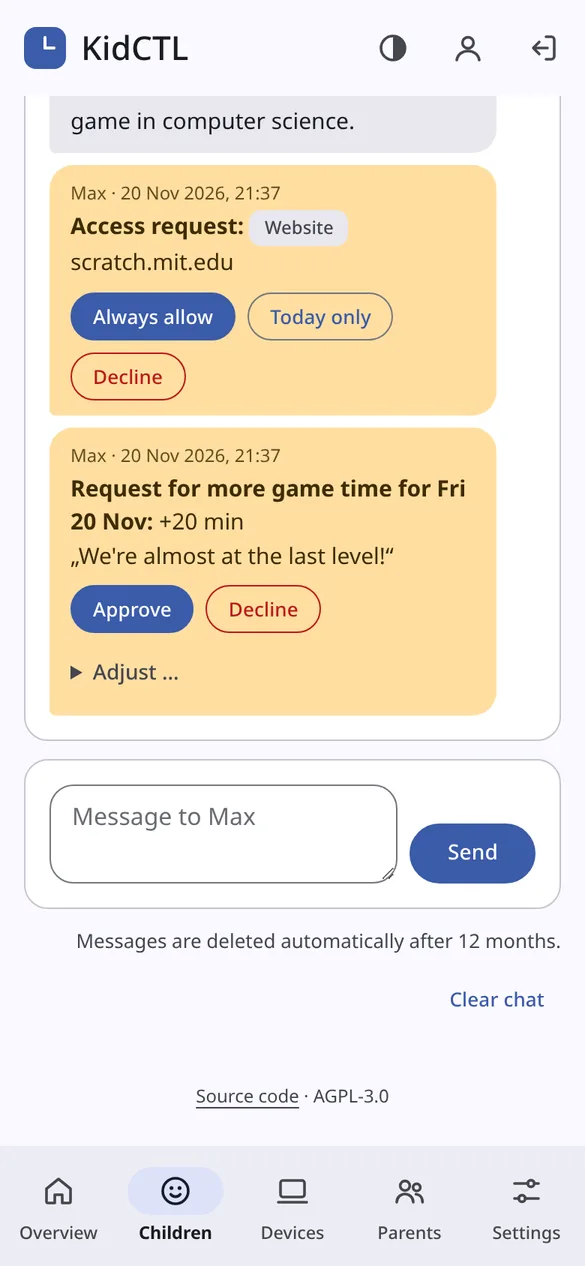 KidCTL
game in computer science.
Max · 20 Nov 2026, 21:37
Access request: Website
scratch.mit.edu
Always allow Today only
Decline
Max · 20 Nov 2026, 21:37
Request for more game time for Fri
20 Nov: +20 min
„We're almost at the last level!“
Approve Decline
Adjust ...
Message to Max
Send
Messages are deleted automatically after 12 months.
Clear chat
Source code · AGPL-3.0
Overview Children Devices Parents Settings